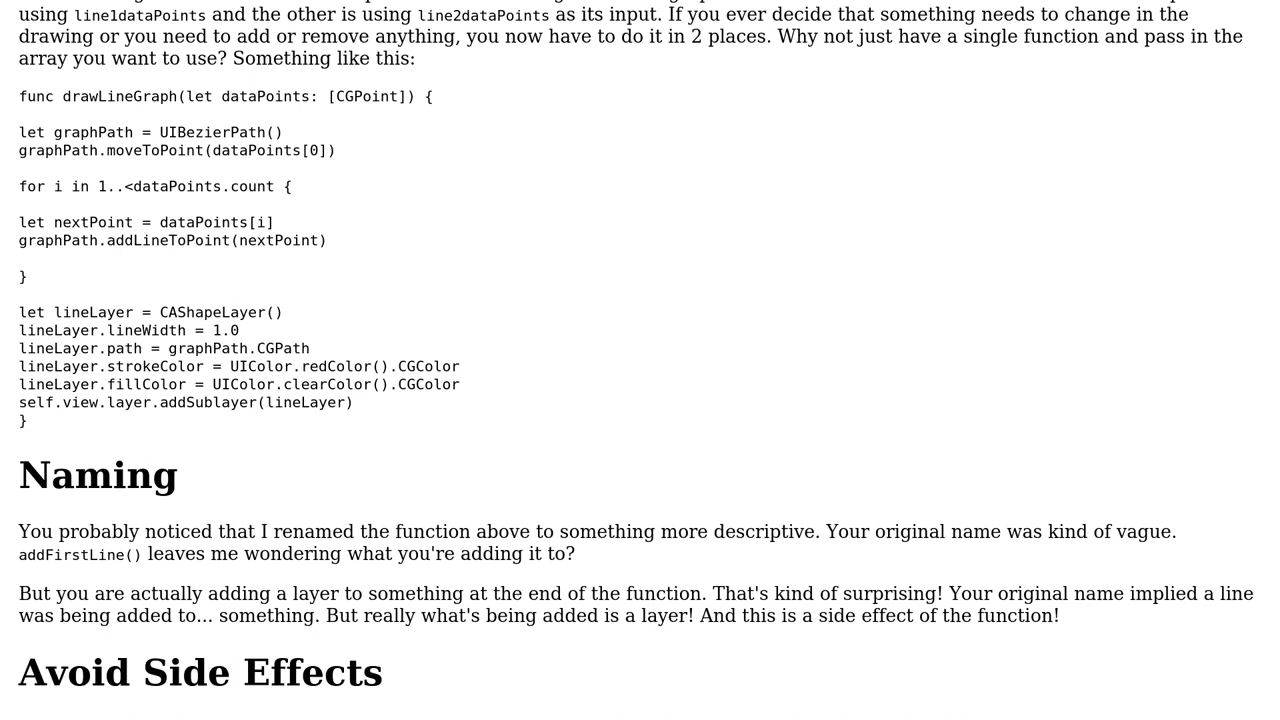 using line1dataPoints and the other is using line2dataPoints as its input. If you ever decide that something needs to change in the
drawing or you need to add or remove anything, you now have to do it in 2 places. Why not just have a single function and pass in the
array you want to use? Something like this:
func drawLineGraph(let dataPoints: [CGPoint]) {
let graphPath = UIBezierPath()
graphPath.moveToPoint(dataPoints[0])
for i in 1..<dataPoints.count {
let nextPoint = dataPoints[i]
graphPath.addLineToPoint(nextPoint)
}
let lineLayer = CAShapeLayer()
lineLayer.lineWidth = 1.0
lineLayer.path = graphPath.CGPath
lineLayer.strokeColor = UIColor.redColor().CGColor
lineLayer.fillColor = UIColor.clearColor().CGColor
self.view.layer.addSublayer(lineLayer)
}
Naming
You probably noticed that I renamed the function above to something more descriptive. Your original name was kind of vague.
addFirstLine() leaves me wondering what you're adding it to?
But you are actually adding a layer to something at the end of the function. That's kind of surprising! Your original name implied a line
was being added to... something. But really what's being added is a layer! And this is a side effect of the function!
Avoid Side Effects